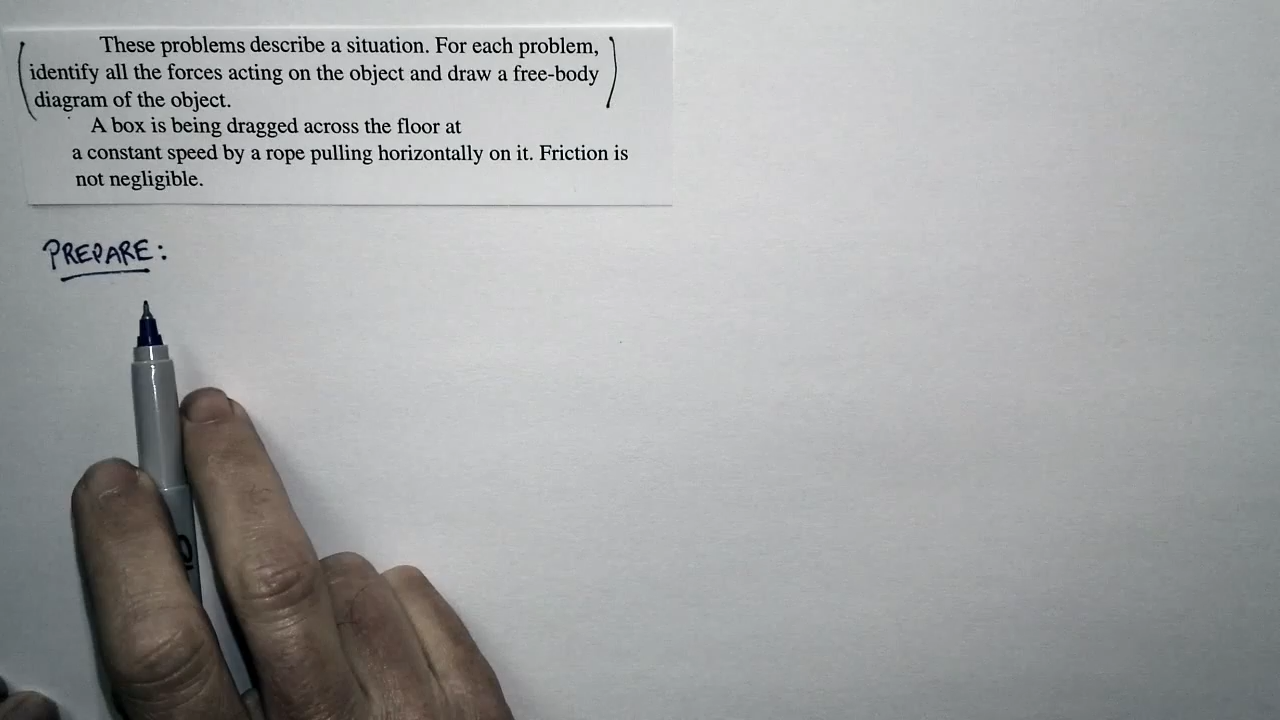 These problems describe a situation. For each problem,
identify all the forces acting on the object and draw a free-body
diagram of the object.
A box is being dragged across the floor at
a constant speed by a rope pulling horizontally on it. Friction is
not negligible.
PREPARE: